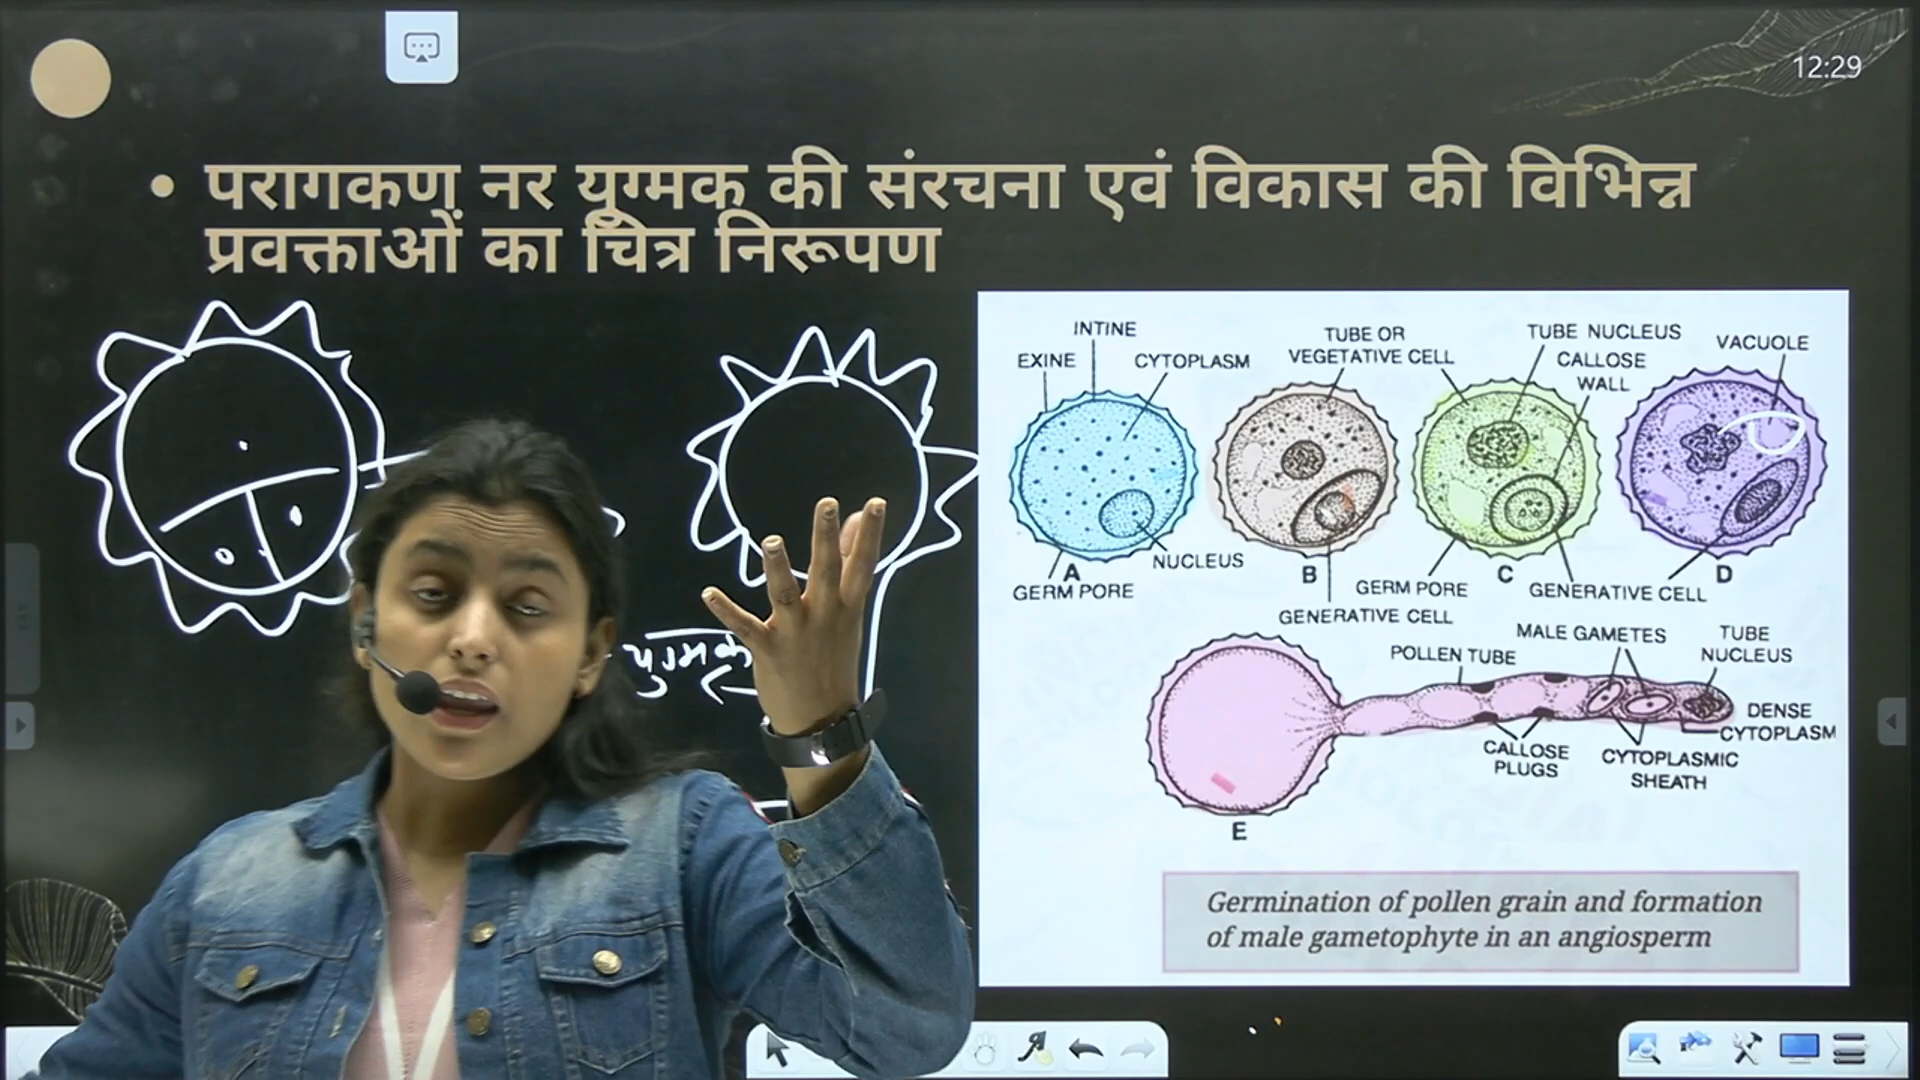 12:29
• परागकण नर युग्मक की संरचना एवं विकास की विभिन्न
प्रवक्ताओं का चित्र निरूपण
युग्मक
INTINE
EXINE
CYTOPLASM
TUBE OR
VEGETATIVE CELL
TUBE NUCLEUS
CALLOSE
WALL
VACUOLE
NUCLEUS
A
GERM PORE
B
GENERATIVE CELL
GERM PORE
C
GENERATIVE CELL
D
POLLEN TUBE
MALE GAMETES
TUBE
NUCLEUS
DENSE
CYTOPLASM
CALLOSE
PLUGS
CYTOPLASMIC
SHEATH
E
Germination of pollen grain and formation
of male gametophyte in an angiosperm